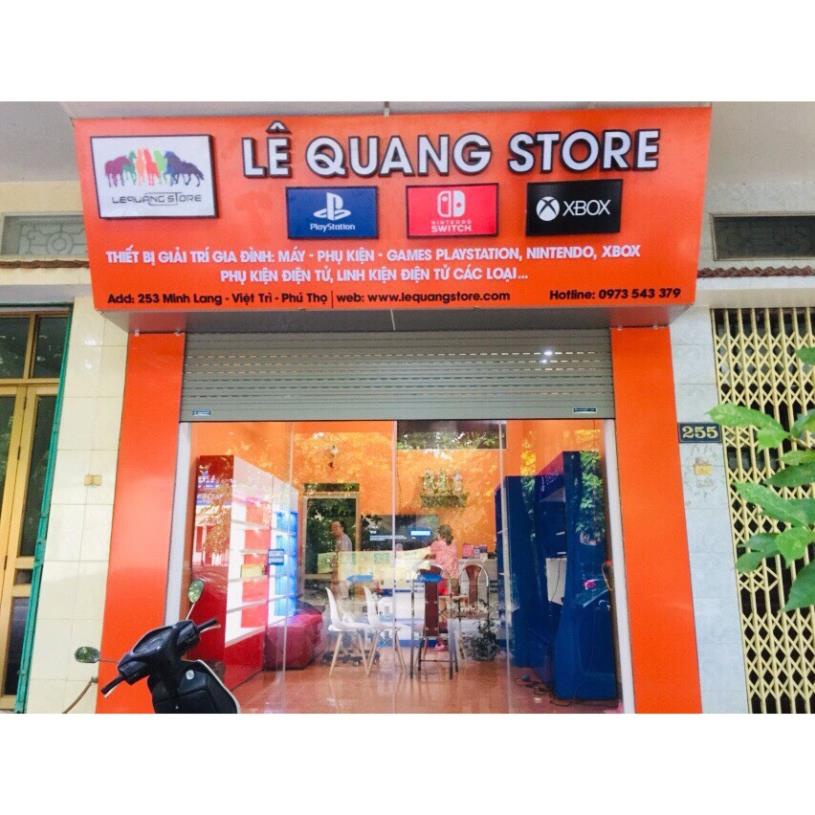 LÊ QUANG STORE
LEQUANG STORE
PlayStation
NINTENDO
SWITCH
XBOX
THIẾT BỊ GIẢI TRÍ GIA ĐÌNH: MÁY - PHỤ KIỆN - GAMES PLAYSTATION, NINTENDO, XBOX
PHỤ KIỆN ĐIỆN TỬ, LINH KIỆN ĐIỆN TỬ CÁC LOẠI...
Add: 253 Minh Lang - Việt Trì - Phú Thọ | web: www.lequangstore.com Hotline: 0973 543 379
255